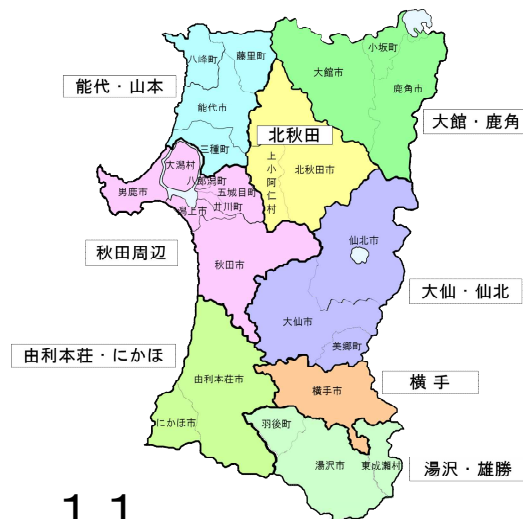 小坂町
八峰町
藤里町
大館市
鹿角市
能代・山本
能代市
北秋田
大館・鹿角
三種町
大潟村
八郎潟町
上小阿仁村
北秋田市
男鹿市
五城目町
井川町
潟上市
秋田周辺
秋田市
仙北市
大仙・仙北
大仙市
美郷町
由利本荘・にかほ
由利本荘市
横手市
横手
にかほ市
羽後町
湯沢市
東成瀬村
湯沢・雄勝
11